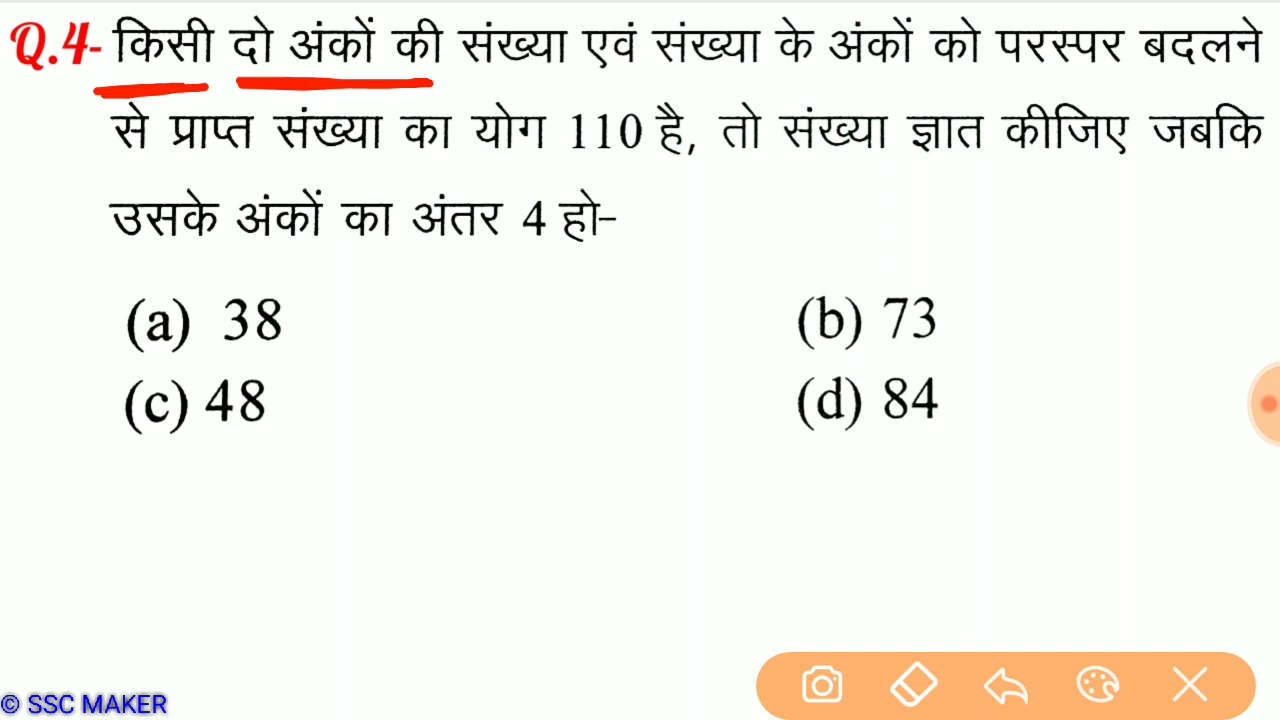 Q.4- किसी दो अंकों की संख्या एवं संख्या के अंकों को परस्पर बदलने
से प्राप्त संख्या का योग 110 है, तो संख्या ज्ञात कीजिए जबकि
उसके अंकों का अंतर 4 हो-
(a) 38 (b) 73
(c) 48 (d) 84
© SSC MAKER